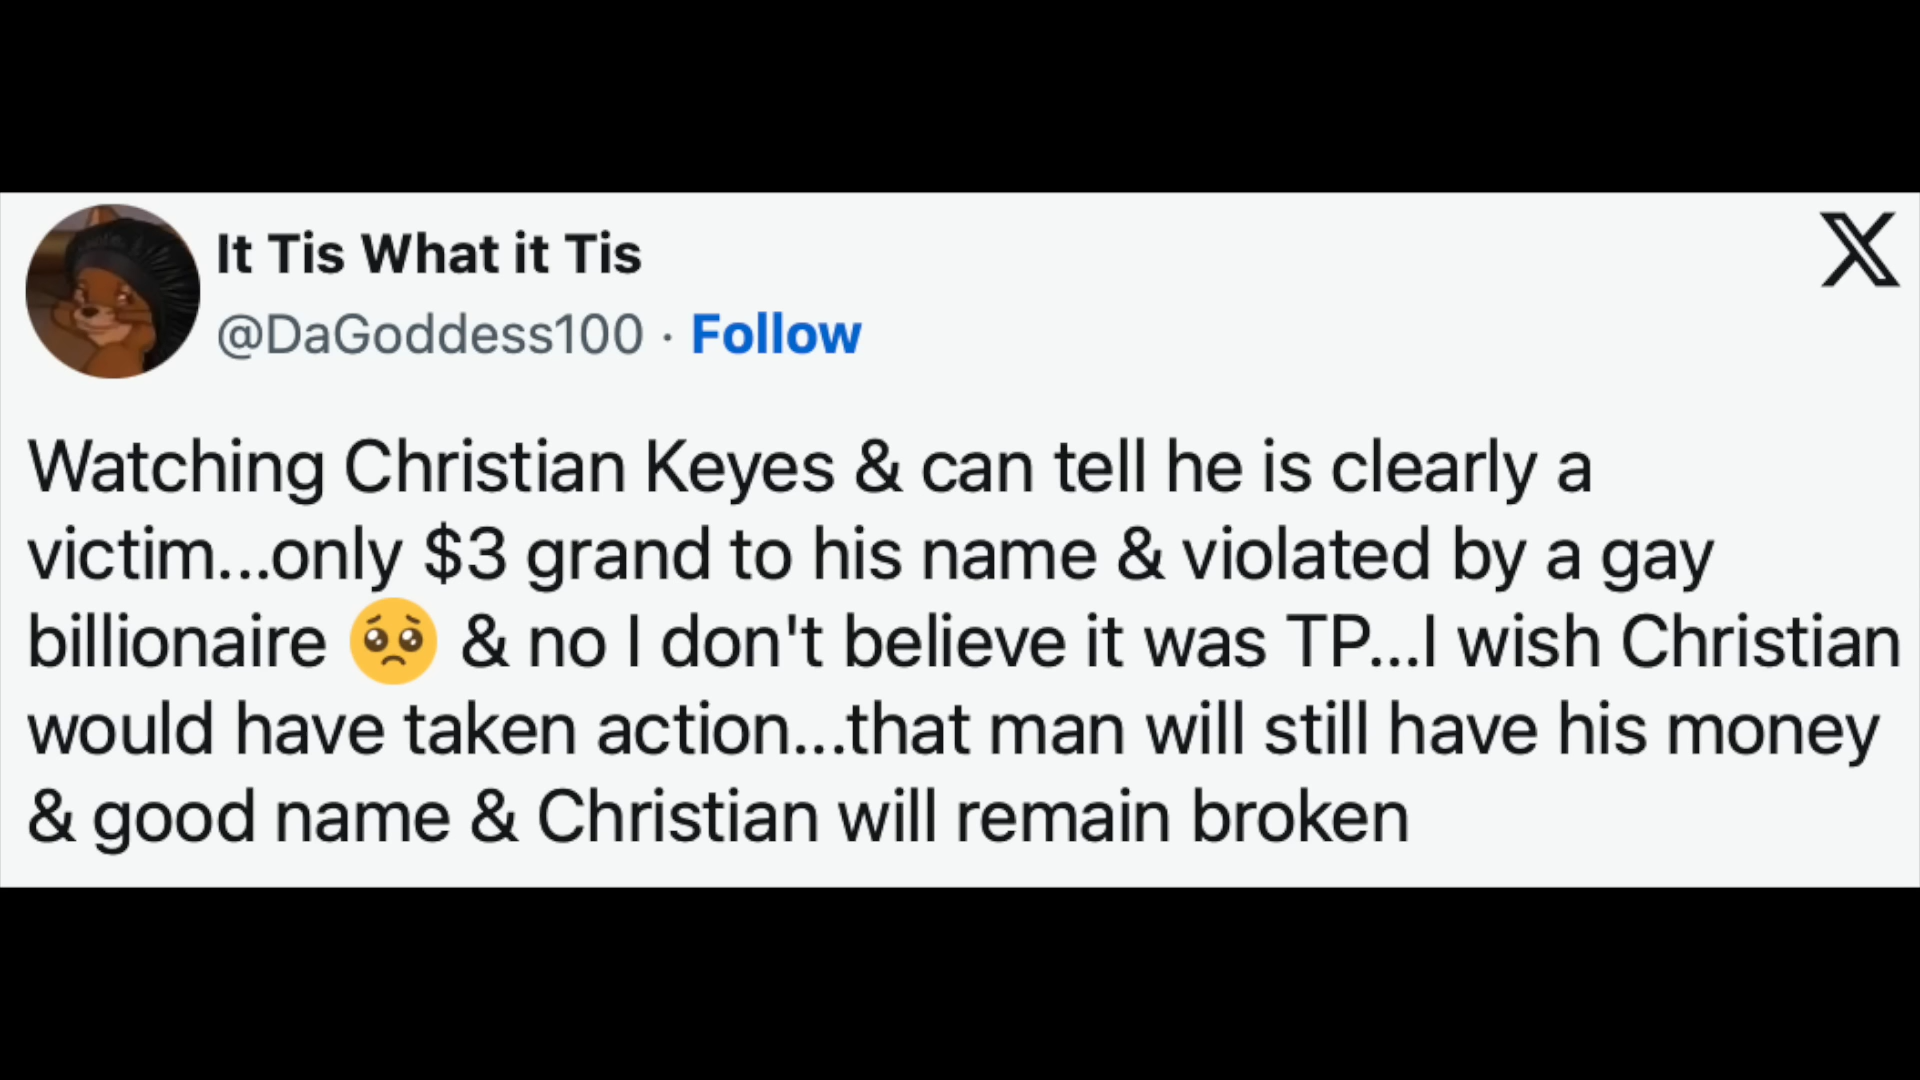 It Tis What it Tis
@DaGoddess100 · Follow
Watching Christian Keyes & can tell he is clearly a
victim...only $3 grand to his name & violated by a gay
billionaire 🥺 & no I don't believe it was TP...I wish Christian
would have taken action...that man will still have his money
& good name & Christian will remain broken